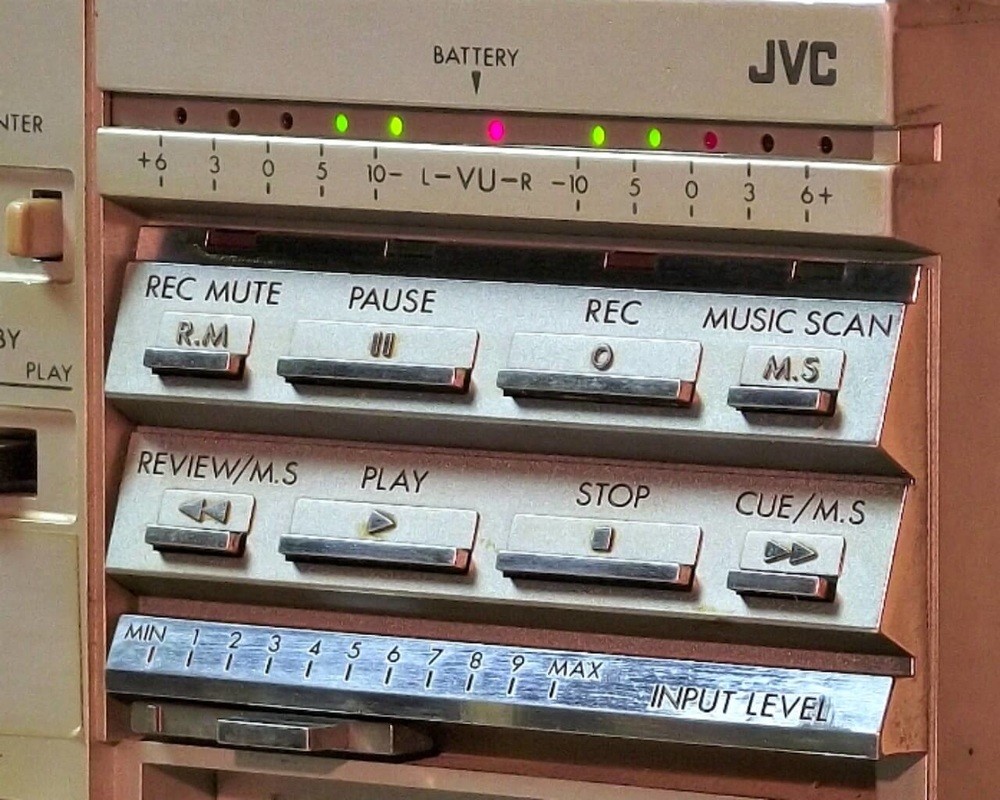 BATTERY
JVC
NTER
+6 3 0 5 10- L-VU-R -10 5 0 3 6+
REC MUTE PAUSE REC MUSIC SCAN
R.M M.S
BY
PLAY
REVIEW/M.S PLAY STOP CUE/M.S
MIN 1 2 3 4 5 6 7 8 9 MAX
INPUT LEVEL